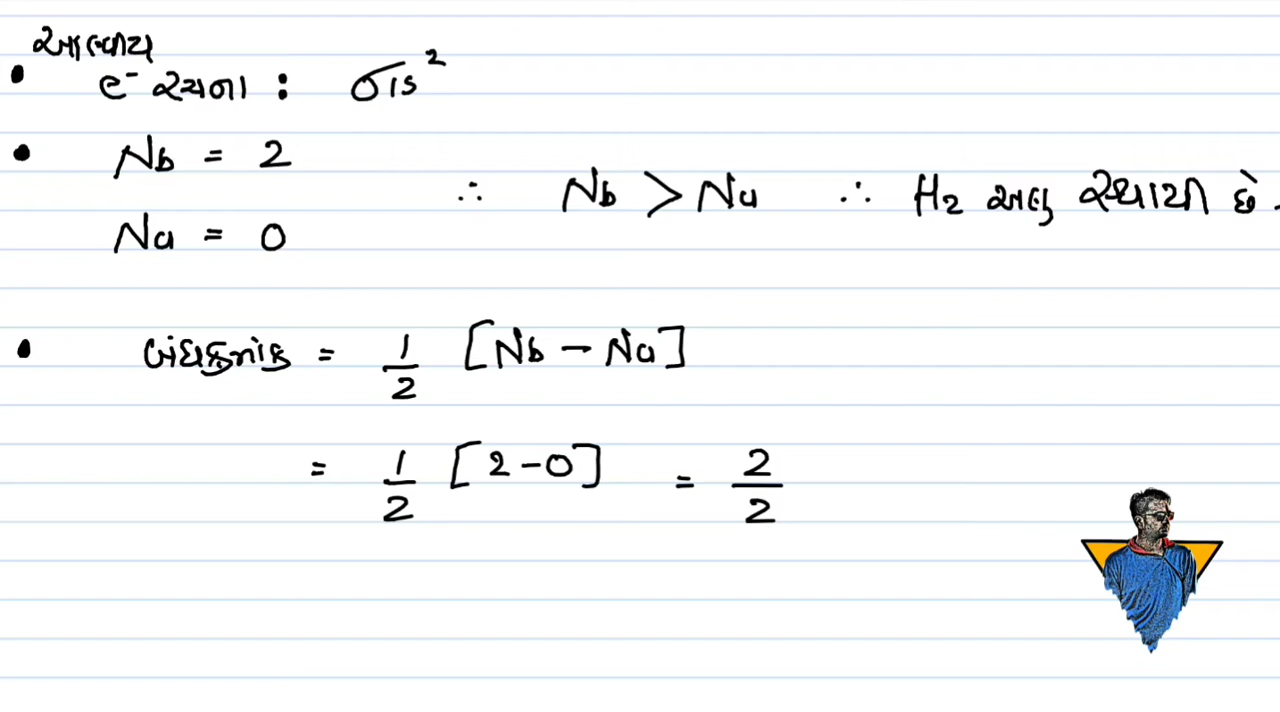 આણ્વીય
e⁻ રચના : σ1s²
Nb = 2
Na = 0
∴ Nb > Na ∴ H₂ અણુ સ્થાયી છે.
બંધક્રમાંક = 1/2 [Nb − Na]
= 1/2 [2 − 0] = 2/2